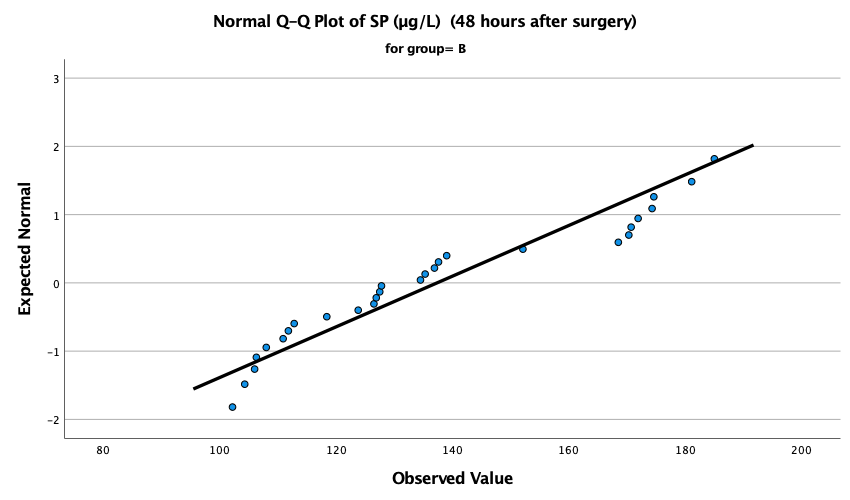 Normal Q–Q Plot of SP (µg/L) (48 hours after surgery)
for group= B
Expected Normal
3
2
1
0
–1
–2
80 100 120 140 160 180 200
Observed Value